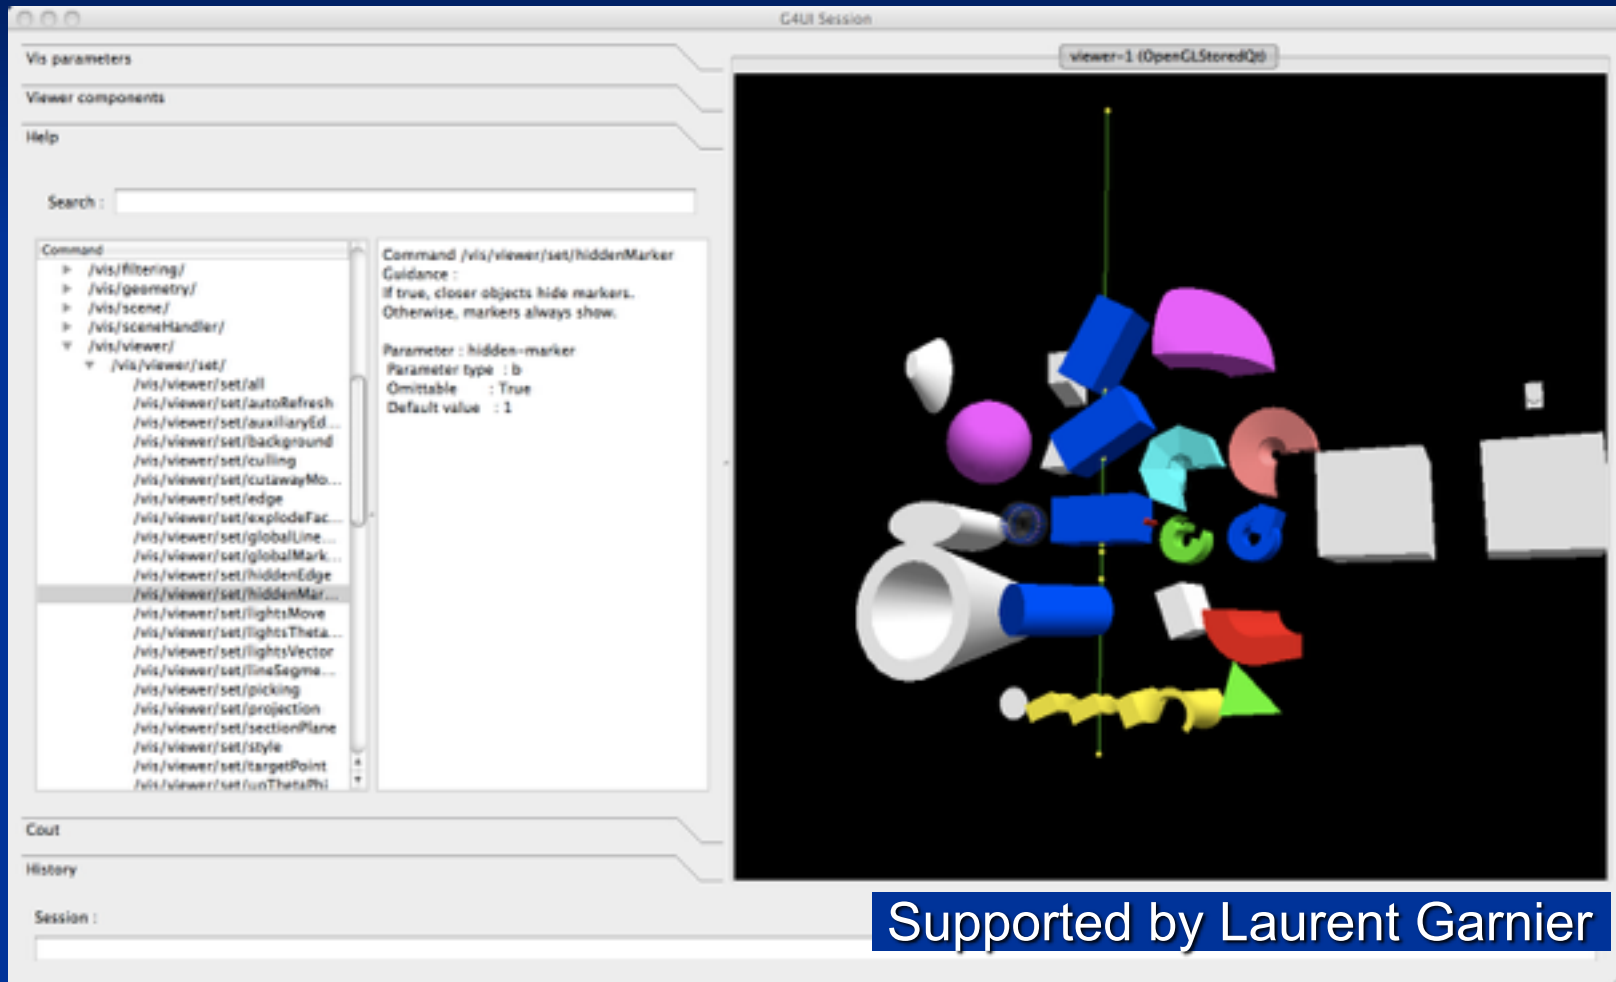 G4UI Session
Vis parameters
Viewer components
Help
Search :
Command
/vis/filtering/
/vis/geometry/
/vis/scene/
/vis/sceneHandler/
/vis/viewer/
/vis/viewer/set/
/vis/viewer/set/all
/vis/viewer/set/autoRefresh
/vis/viewer/set/auxiliaryEd...
/vis/viewer/set/background
/vis/viewer/set/culling
/vis/viewer/set/cutawayMo...
/vis/viewer/set/edge
/vis/viewer/set/explodeFac...
/vis/viewer/set/globalLine...
/vis/viewer/set/globalMark...
/vis/viewer/set/hiddenEdge
/vis/viewer/set/hiddenMar...
/vis/viewer/set/lightsMove
/vis/viewer/set/lightsTheta...
/vis/viewer/set/lightsVector
/vis/viewer/set/lineSegme...
/vis/viewer/set/picking
/vis/viewer/set/projection
/vis/viewer/set/sectionPlane
/vis/viewer/set/style
/vis/viewer/set/targetPoint
/vis/viewer/set/upThetaPhi
Command /vis/viewer/set/hiddenMarker
Guidance :
If true, closer objects hide markers.
Otherwise, markers always show.
Parameter : hidden-marker
Parameter type : b
Omittable : True
Default value : 1
Cout
History
Session :
viewer-1 (OpenGLStoredQt)
Supported by Laurent Garnier